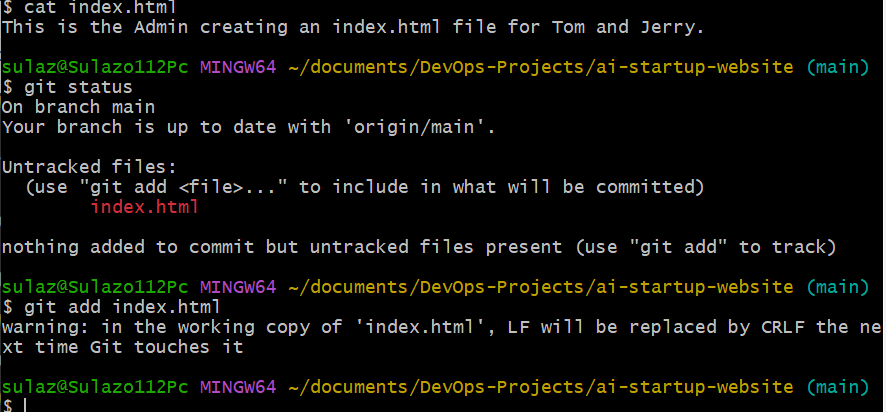 $ cat index.html
This is the Admin creating an index.html file for Tom and Jerry.
sulaz@Sulazo112Pc MINGW64 ~/documents/DevOps-Projects/ai-startup-website (main)
$ git status
On branch main
Your branch is up to date with 'origin/main'.
Untracked files:
(use "git add <file>..." to include in what will be committed)
index.html
nothing added to commit but untracked files present (use "git add" to track)
sulaz@Sulazo112Pc MINGW64 ~/documents/DevOps-Projects/ai-startup-website (main)
$ git add index.html
warning: in the working copy of 'index.html', LF will be replaced by CRLF the ne
xt time Git touches it
sulaz@Sulazo112Pc MINGW64 ~/documents/DevOps-Projects/ai-startup-website (main)
$